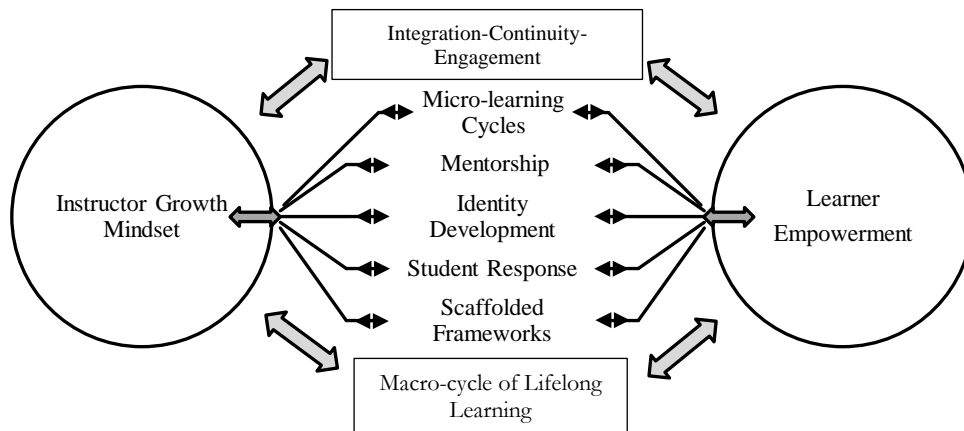 Integration-Continuity-
Engagement
Micro-learning
Cycles
Mentorship
Instructor Growth
Mindset
Identity
Development
Learner
Empowerment
Student Response
Scaffolded
Frameworks
Macro-cycle of Lifelong
Learning